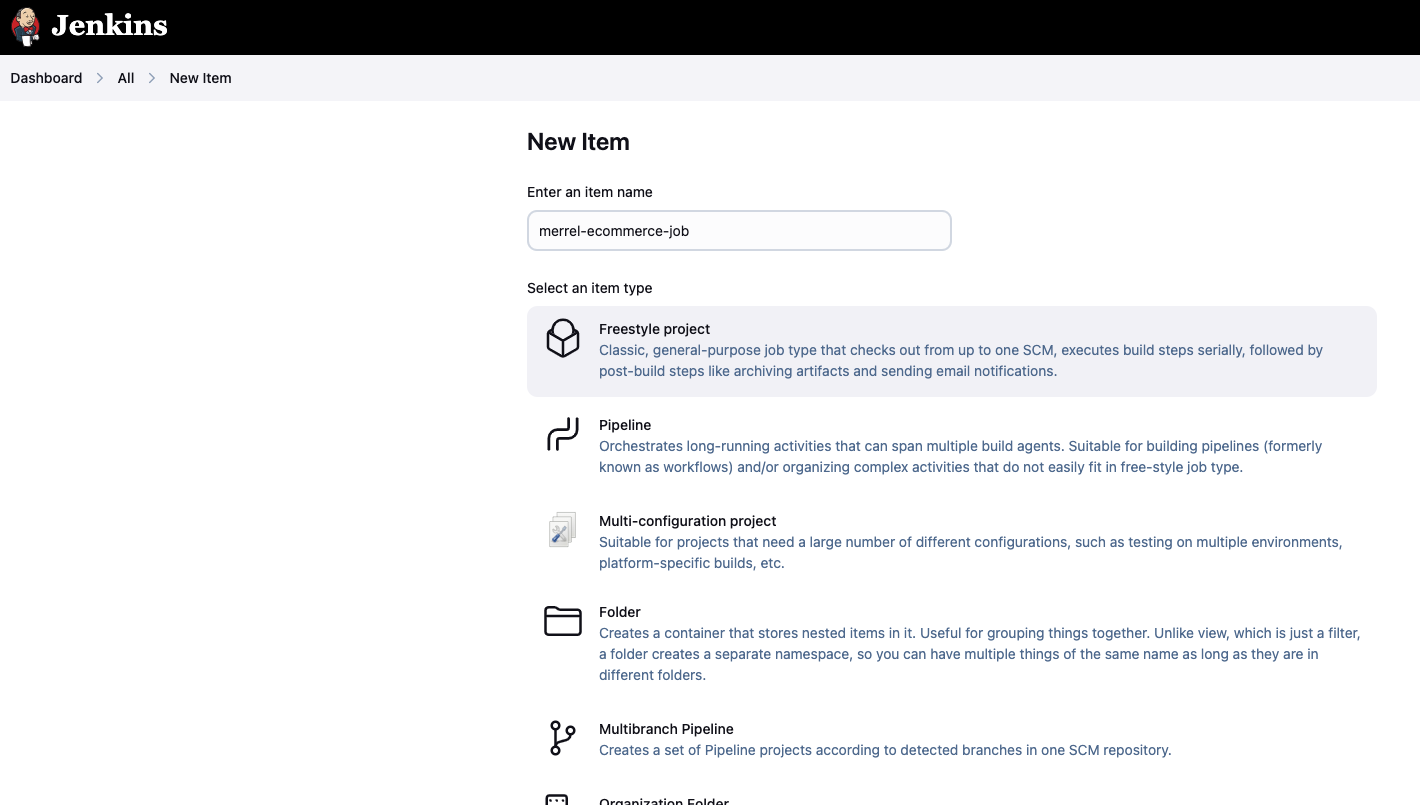 Jenkins
Dashboard > All > New Item
New Item
Enter an item name
merrel-ecommerce-job
Select an item type
Freestyle project
Classic, general-purpose job type that checks out from up to one SCM, executes build steps serially, followed by
post-build steps like archiving artifacts and sending email notifications.
Pipeline
Orchestrates long-running activities that can span multiple build agents. Suitable for building pipelines (formerly
known as workflows) and/or organizing complex activities that do not easily fit in free-style job type.
Multi-configuration project
Suitable for projects that need a large number of different configurations, such as testing on multiple environments,
platform-specific builds, etc.
Folder
Creates a container that stores nested items in it. Useful for grouping things together. Unlike view, which is just a filter,
a folder creates a separate namespace, so you can have multiple things of the same name as long as they are in
different folders.
Multibranch Pipeline
Creates a set of Pipeline projects according to detected branches in one SCM repository.
Organization Folder